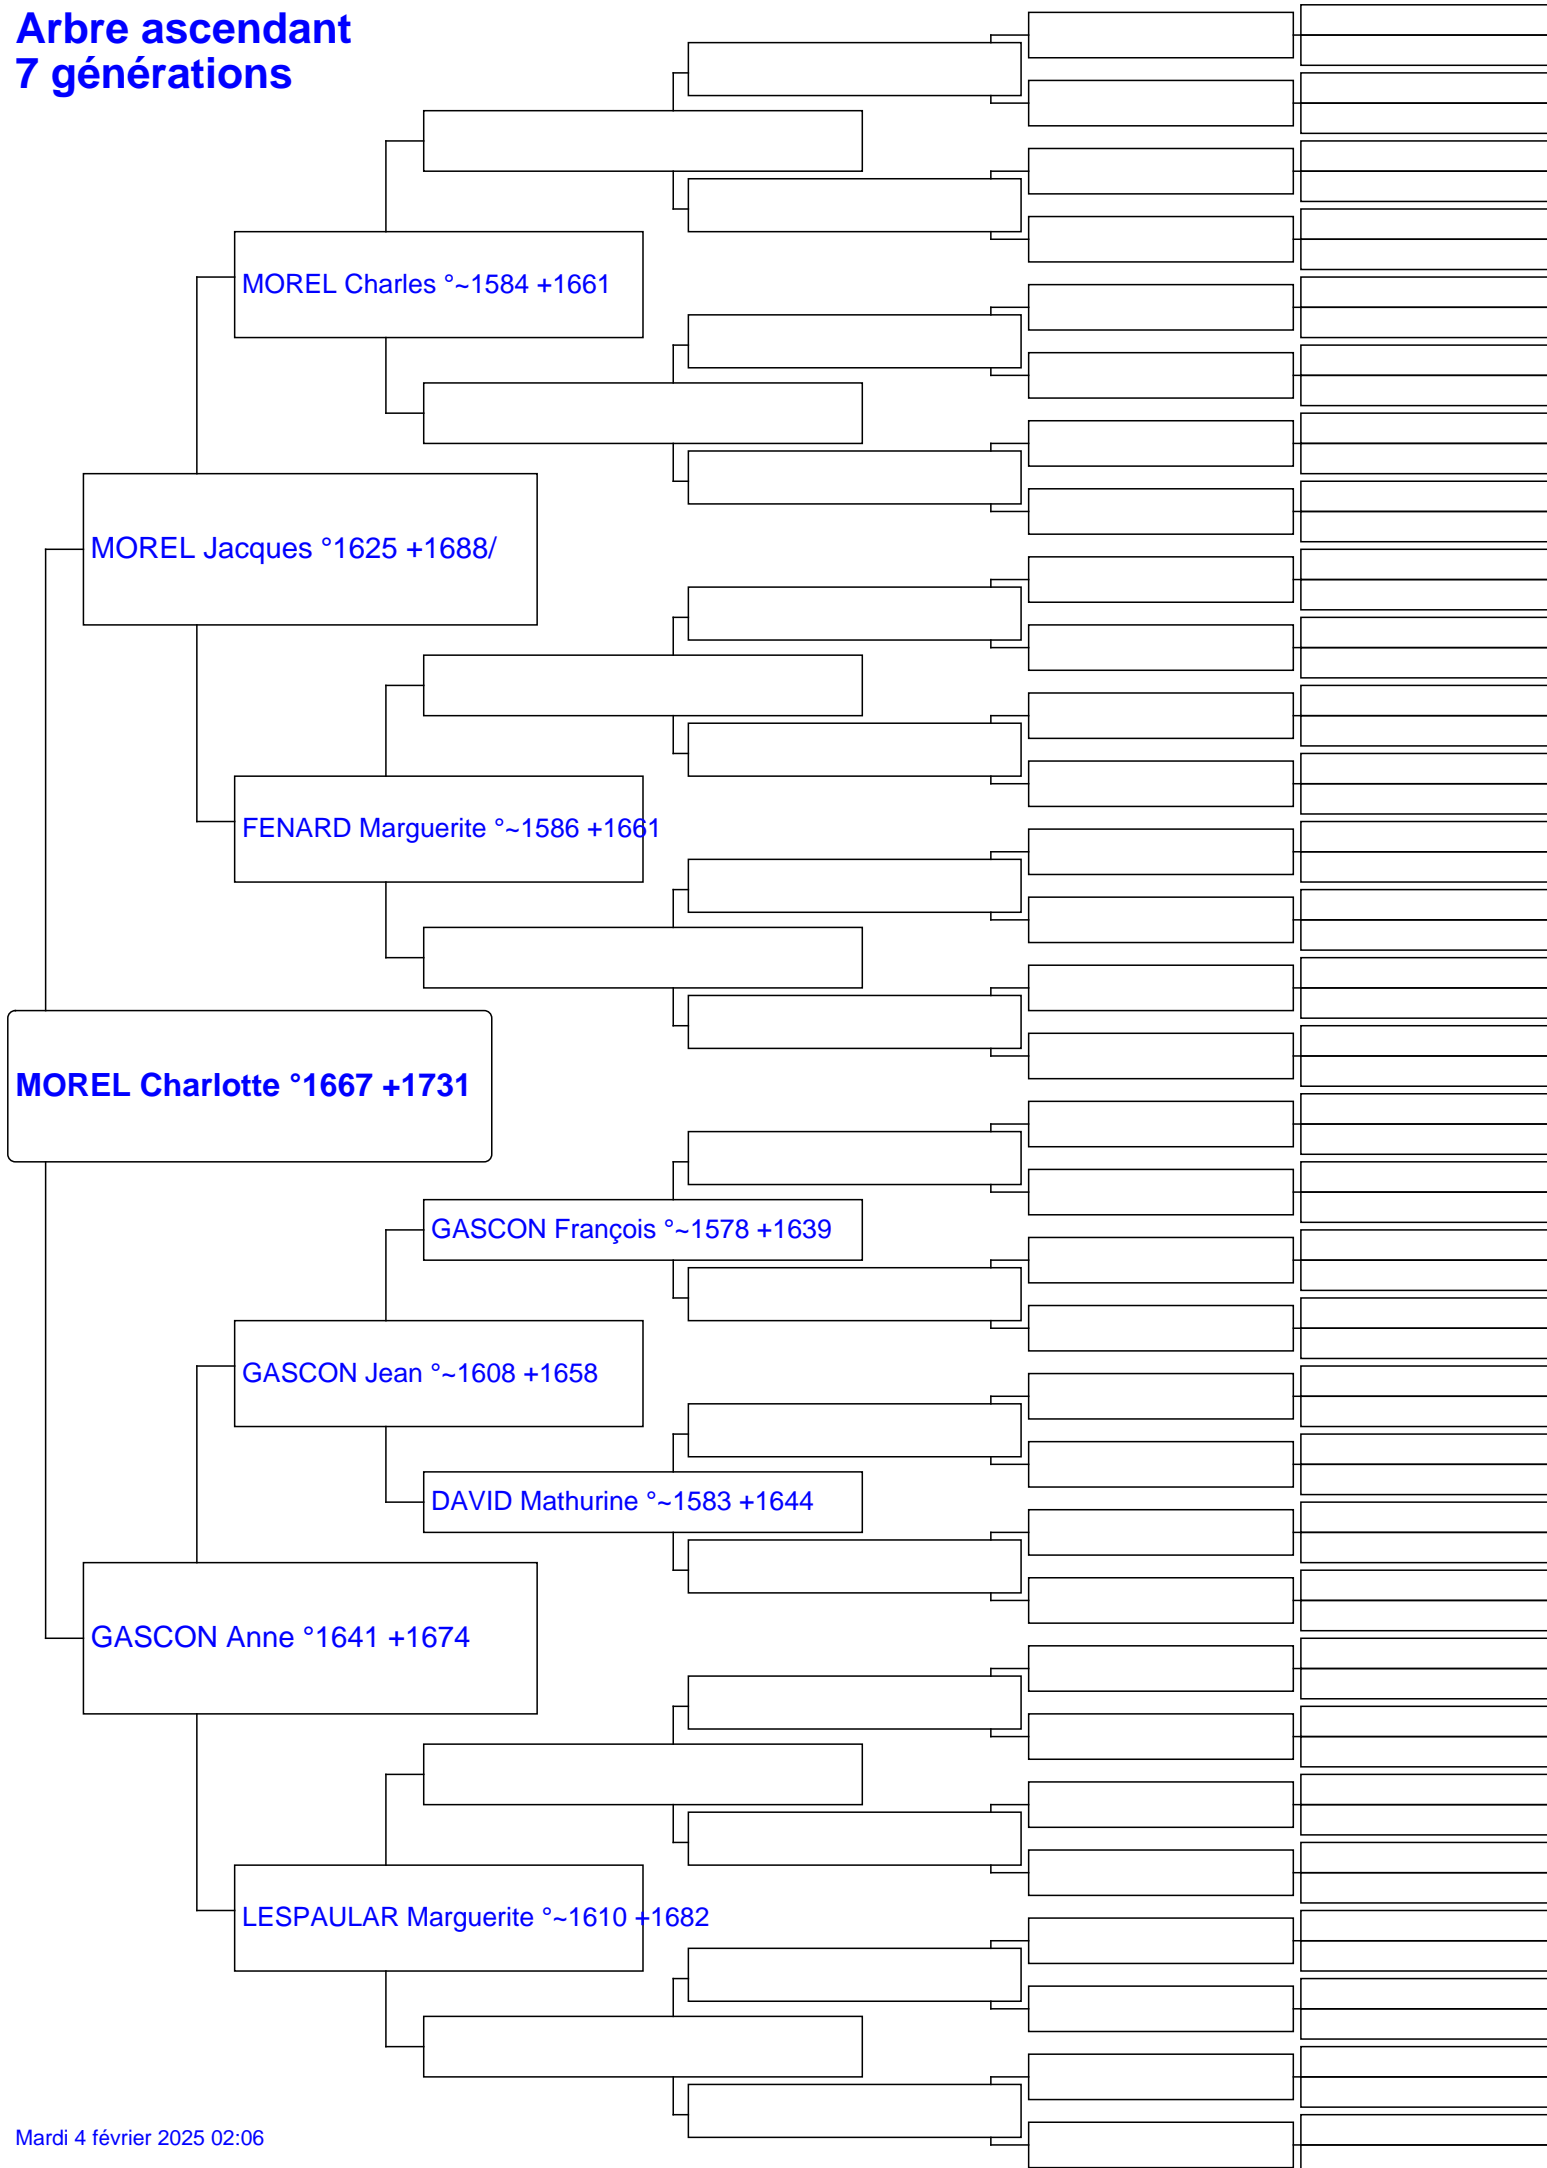 Arbre ascendant
7 générations
MOREL Charles °~1584 +1661
MOREL Jacques °1625 +1688/
FENARD Marguerite °~1586 +1661
MOREL Charlotte °1667 +1731
GASCON François °~1578 +1639
GASCON Jean °~1608 +1658
DAVID Mathurine °~1583 +1644
GASCON Anne °1641 +1674
LESPAULAR Marguerite °~1610 +1682
Mardi 4 février 2025 02:06